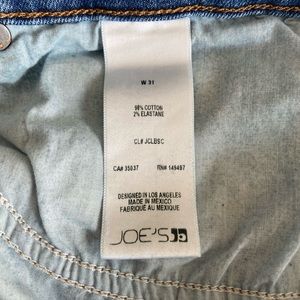 W 31
98% COTTON
2% ELASTANE
CL# JCLBSC
CA# 35037 RN# 149497
DESIGNED IN LOS ANGELES
MADE IN MEXICO
FABRIQUÉ AU MEXIQUE
JOE'S